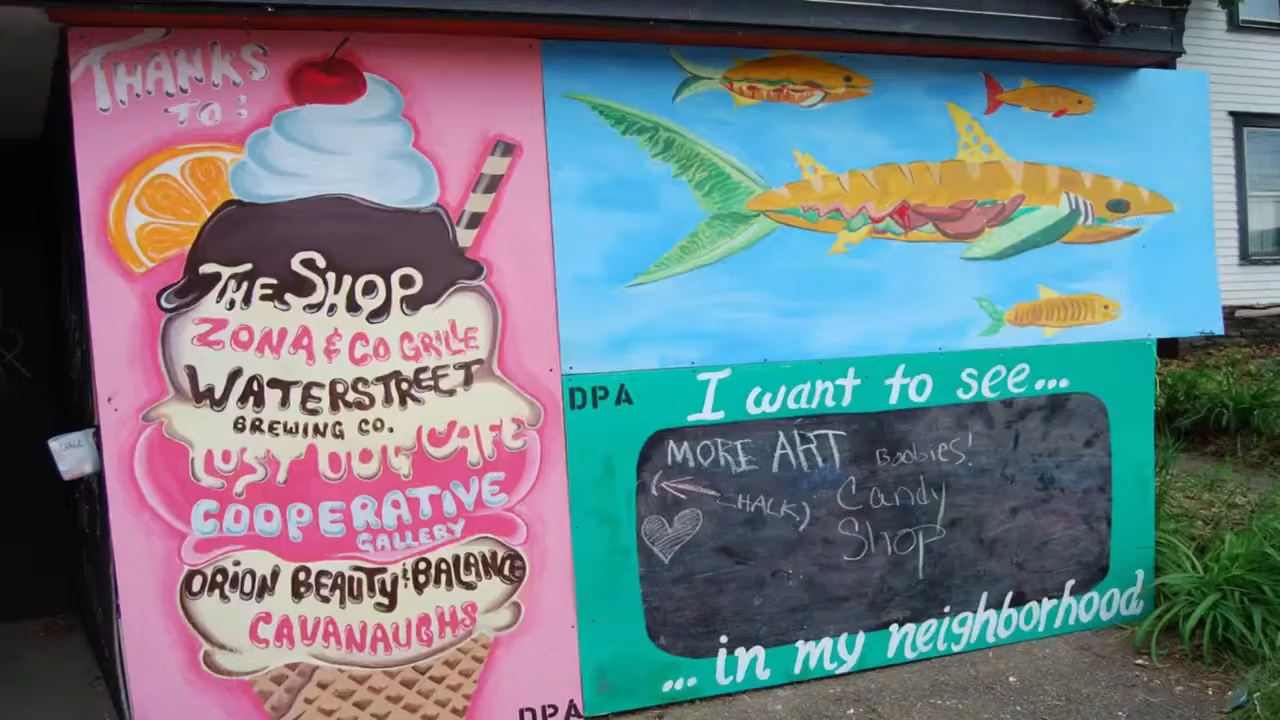 THANKS
TO:
THE SHOP
ZONA & CO GRILLE
WATERSTREET
BREWING CO.
LOST DOG CAFE
COOPERATIVE
GALLERY
ORION BEAUTY & BALANCE
CAVANAUGHS
DPA
DPA
I want to see...
MORE ART
Boobies!
HALK)
Candy
Shop
... in my neighborhood